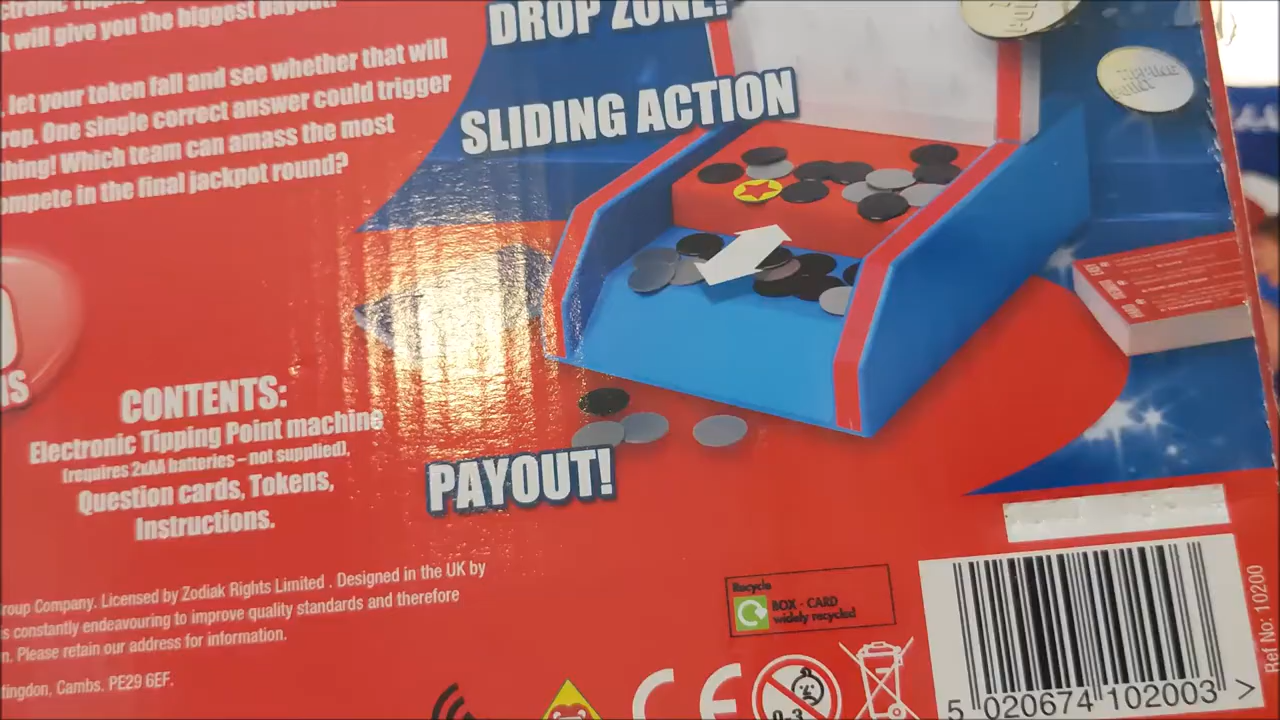 will give you the biggest payout!
let your token fall and see whether that will
rop. One single correct answer could trigger
hing! Which team can amass the most
ompete in the final jackpot round?
DROP ZONE!
SLIDING ACTION
TIPPING POINT
CONTENTS:
Electronic Tipping Point machine
(requires 2xAA batteries – not supplied),
Question cards, Tokens,
Instructions.
PAYOUT!
roup Company. Licensed by Zodiak Rights Limited . Designed in the UK by
is constantly endeavouring to improve quality standards and therefore
n. Please retain our address for information.
tingdon, Cambs. PE29 6EF.
Recycle
BOX - CARD
widely recycled
CE
0-3
5 020674 102003 >
Ref No: 10200